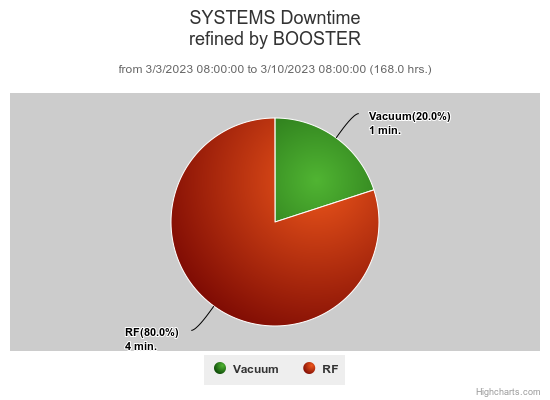 SYSTEMS Downtime
refined by BOOSTER
from 3/3/2023 08:00:00 to 3/10/2023 08:00:00 (168.0 hrs.)
Vacuum(20.0%)
1 min.
RF(80.0%)
4 min.
Vacuum RF
Highcharts.com